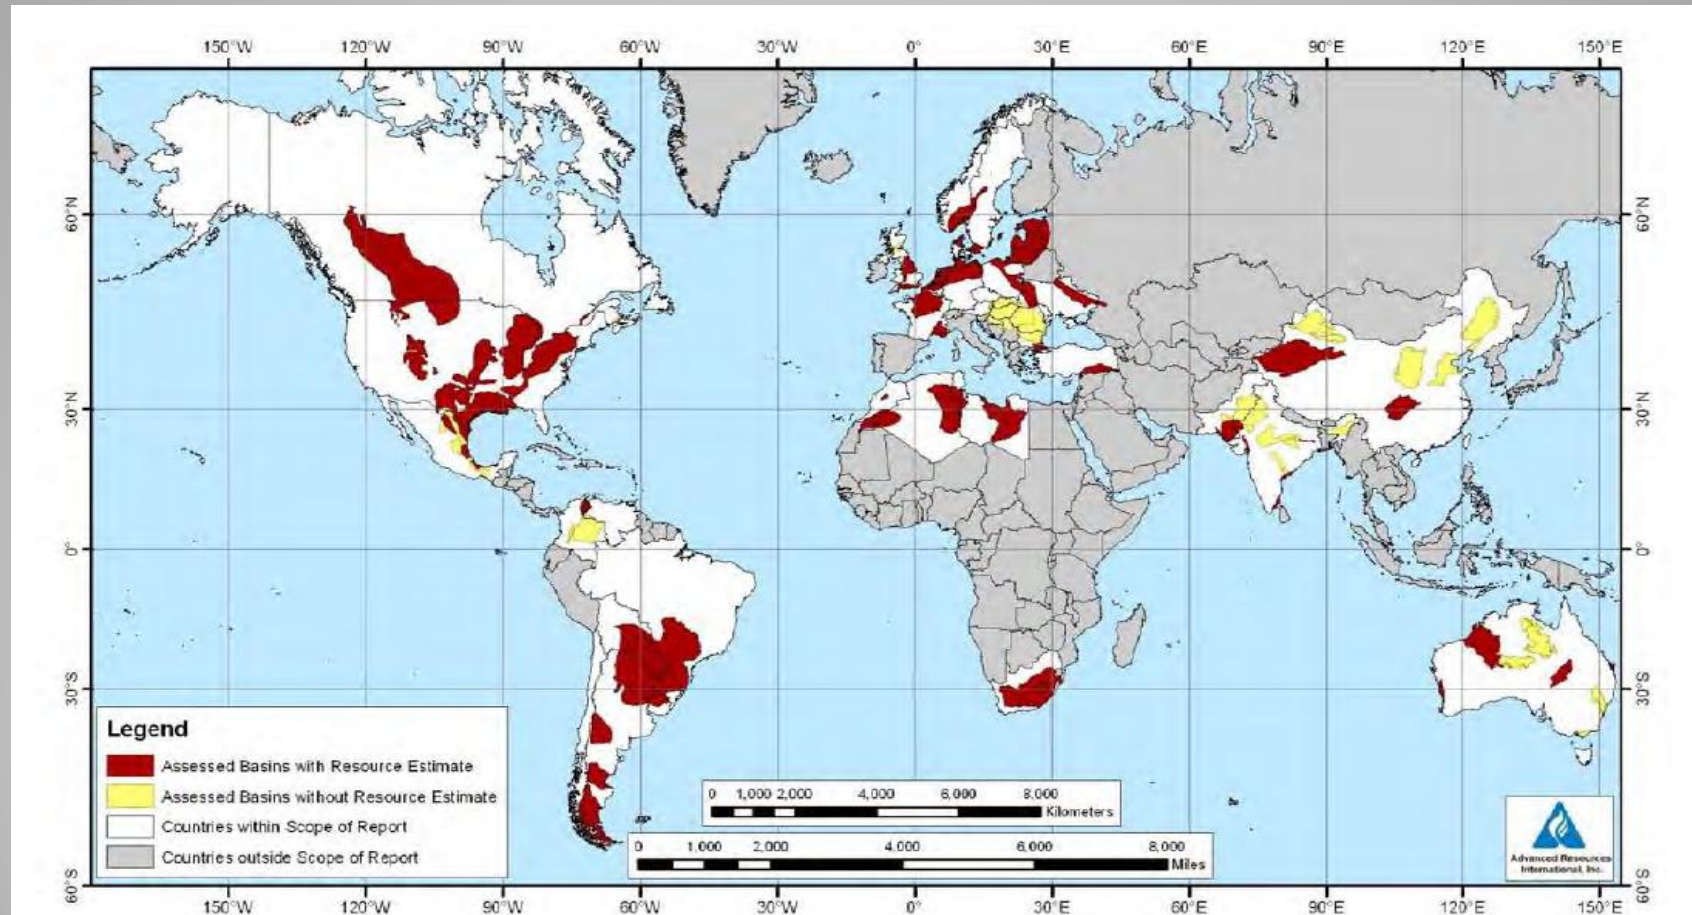 150°W 120°W 90°W 60°W 30°W 0° 30°E 60°E 90°E 120°E 150°E
60°N 60°N
30°N 30°N
0° 0°
30°S 30°S
60°S 60°S
Legend
Assessed Basins with Resource Estimate
Assessed Basins without Resource Estimate
Countries within Scope of Report
Countries outside Scope of Report
0 1,000 2,000 4,000 6,000 8,000
Kilometers
0 1,000 2,000 4,000 6,000 8,000
Miles
Advanced Resources
International, Inc.
150°W 120°W 90°W 60°W 30°W 0° 30°E 60°E 90°E 120°E 150°E